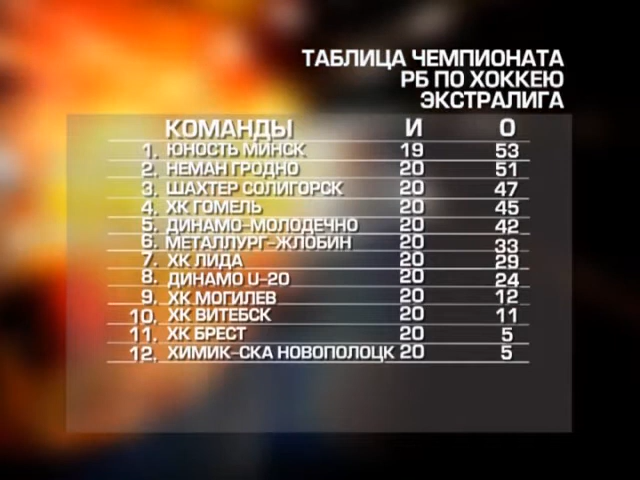 ТАБЛИЦА ЧЕМПИОНАТА
РБ ПО ХОККЕЮ
ЭКСТРАЛИГА
КОМАНДЫ И О
1. ЮНОСТЬ МИНСК 19 53
2. НЕМАН ГРОДНО 20 51
3. ШАХТЕР СОЛИГОРСК 20 47
4. ХК ГОМЕЛЬ 20 45
5. ДИНАМО-МОЛОДЕЧНО 20 42
6. МЕТАЛЛУРГ-ЖЛОБИН 20 33
7. ХК ЛИДА 20 29
8. ДИНАМО U-20 20 24
9. ХК МОГИЛЕВ 20 12
10. ХК ВИТЕБСК 20 11
11. ХК БРЕСТ 20 5
12. ХИМИК-СКА НОВОПОЛОЦК 20 5